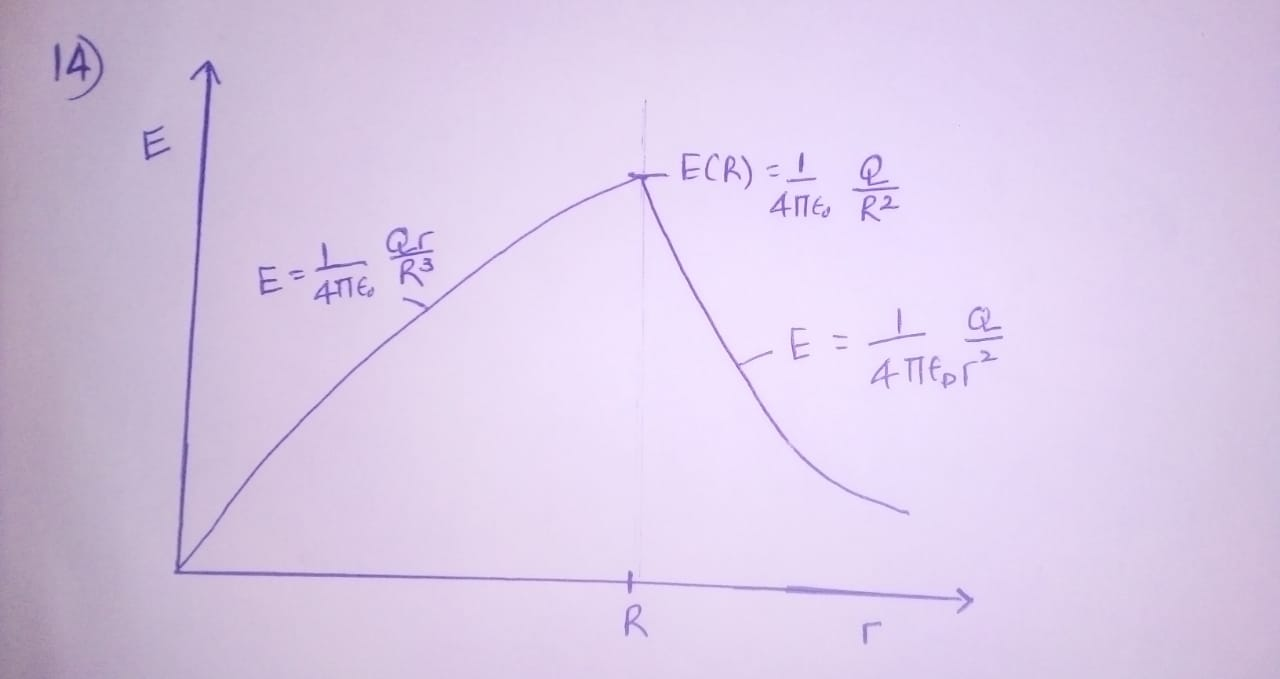 14)
E
E(R) = 1/4πε₀ Q/R²
E = 1/4πε₀ Qr/R³
E = 1/4πε₀ Q/r²
R
r